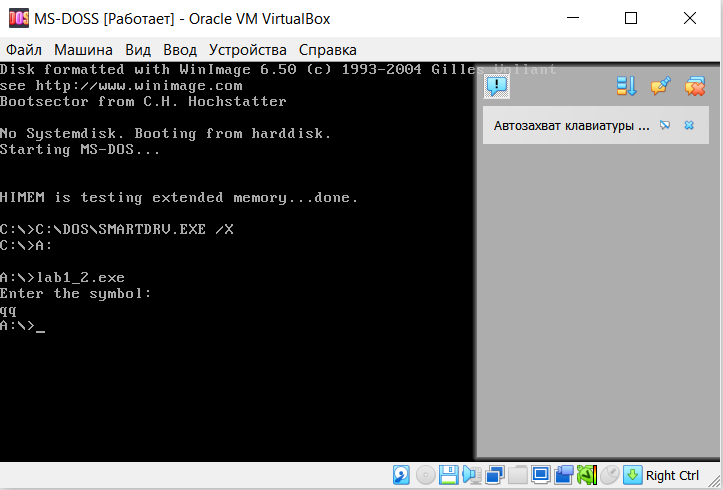 MS-DOSS [Работает] - Oracle VM VirtualBox
Файл Машина Вид Ввод Устройства Справка
Disk formatted with WinImage 6.50 (c) 1993-2004 Gilles Vollant
see http://www.winimage.com
Bootsector from C.H. Hochstatter
No Systemdisk. Booting from harddisk.
Starting MS-DOS...
HIMEM is testing extended memory...done.
C:\>C:\DOS\SMARTDRV.EXE /X
C:\>A:
A:\>lab1_2.exe
Enter the symbol:
qq
A:\>_
Автозахват клавиатуры ...
Right Ctrl